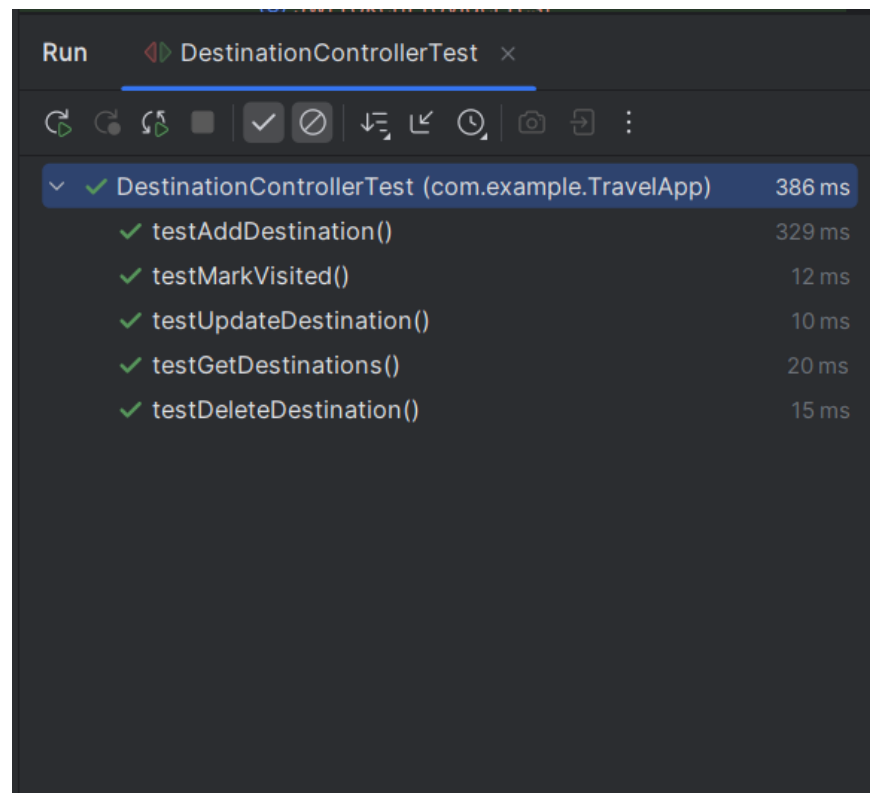 Run DestinationControllerTest
DestinationControllerTest (com.example.TravelApp) 386 ms
testAddDestination() 329 ms
testMarkVisited() 12 ms
testUpdateDestination() 10 ms
testGetDestinations() 20 ms
testDeleteDestination() 15 ms